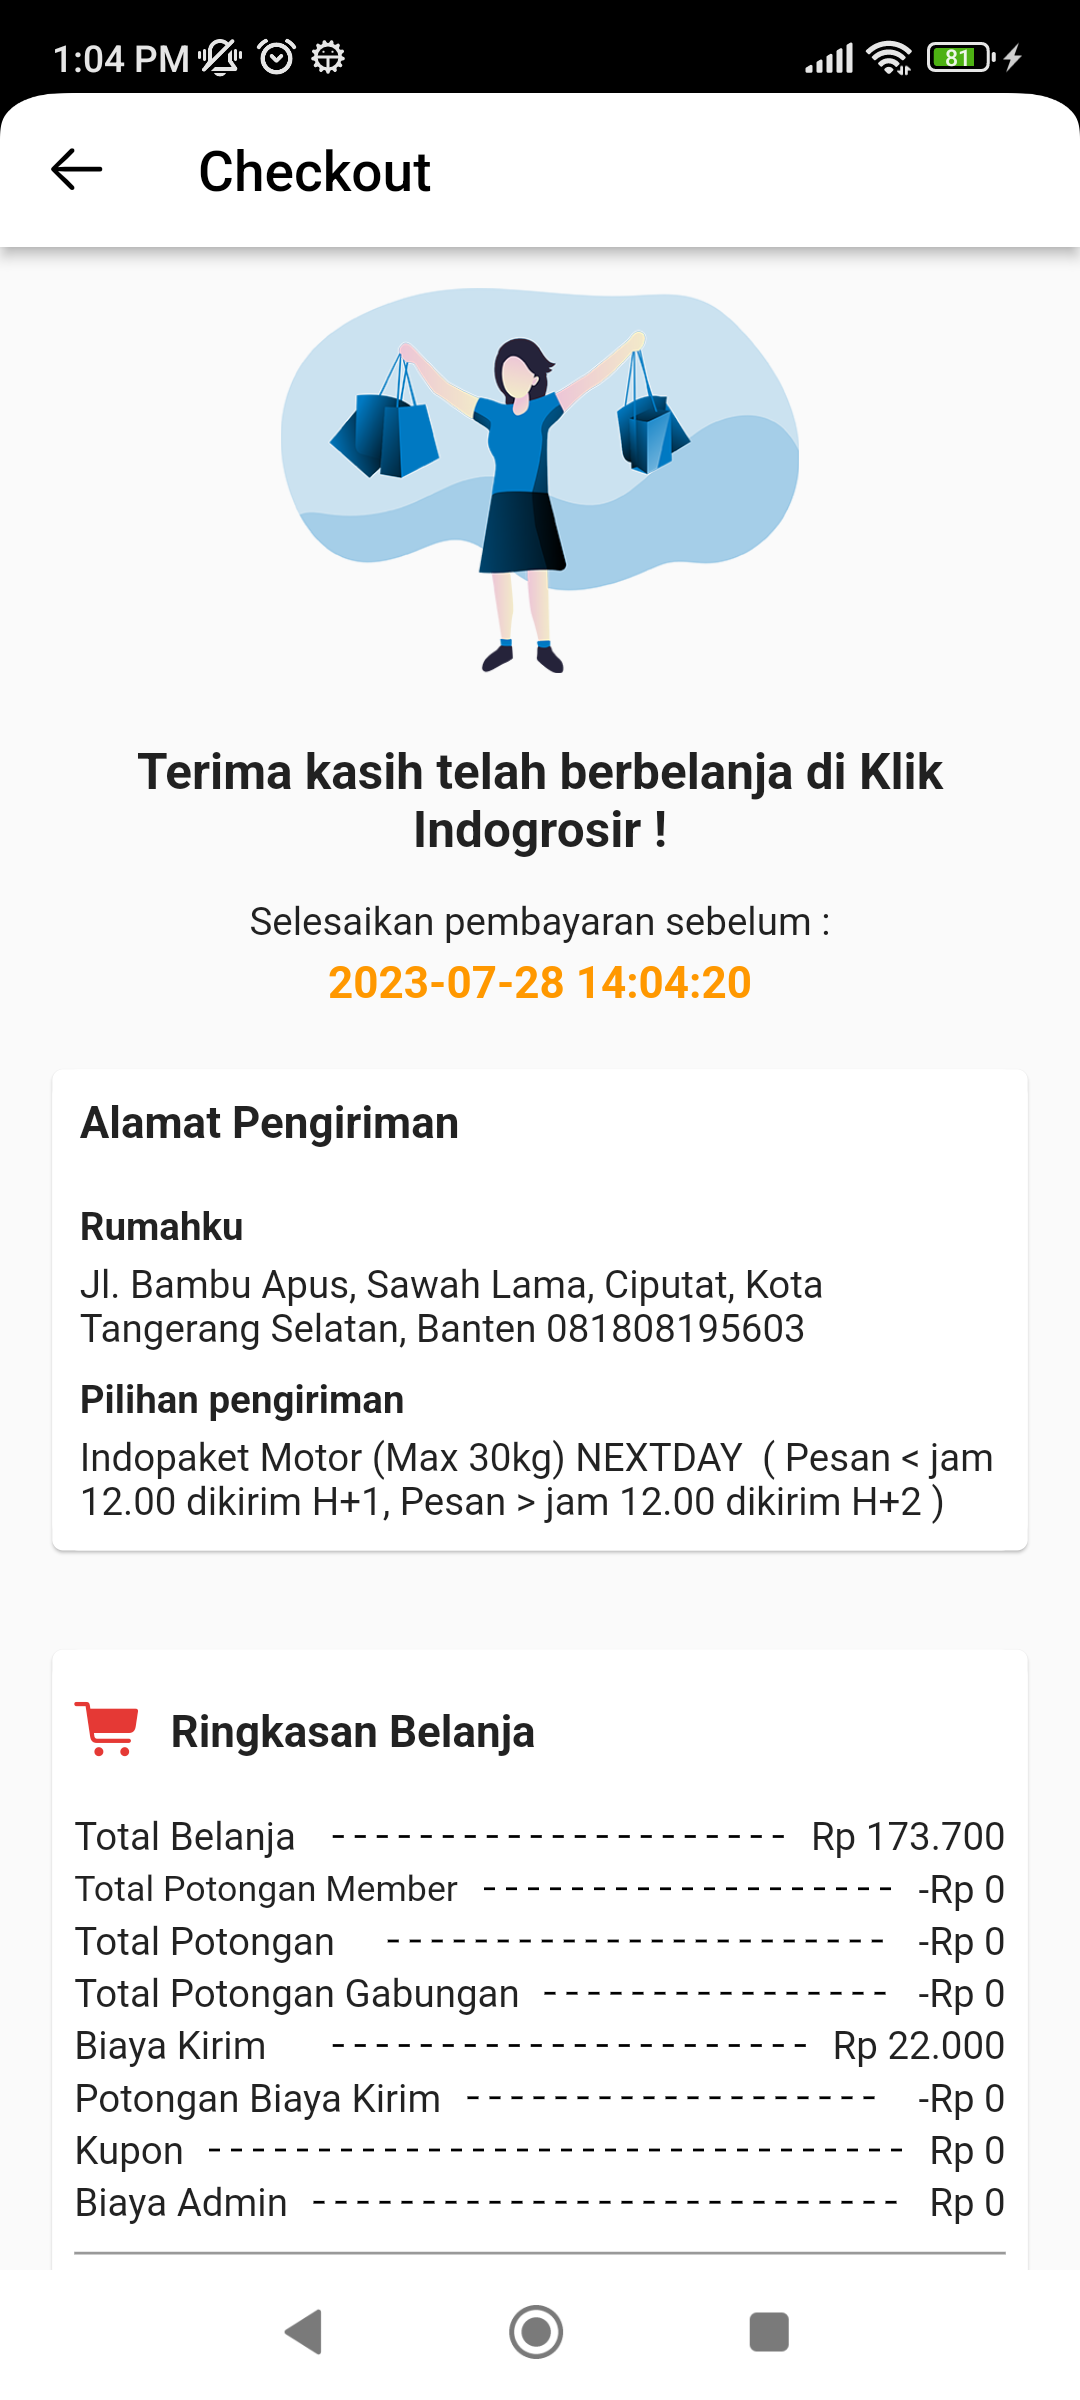 1:04 PM
81
Checkout
Terima kasih telah berbelanja di Klik
Indogrosir !
Selesaikan pembayaran sebelum :
2023-07-28 14:04:20
Alamat Pengiriman
Rumahku
Jl. Bambu Apus, Sawah Lama, Ciputat, Kota
Tangerang Selatan, Banten 081808195603
Pilihan pengiriman
Indopaket Motor (Max 30kg) NEXTDAY  ( Pesan < jam
12.00 dikirim H+1, Pesan > jam 12.00 dikirim H+2 )
Ringkasan Belanja
Total Belanja --------------------- Rp 173.700
Total Potongan Member ------------------- -Rp 0
Total Potongan ----------------------- -Rp 0
Total Potongan Gabungan ---------------- -Rp 0
Biaya Kirim ---------------------- Rp 22.000
Potongan Biaya Kirim ------------------- -Rp 0
Kupon -------------------------------- Rp 0
Biaya Admin --------------------------- Rp 0